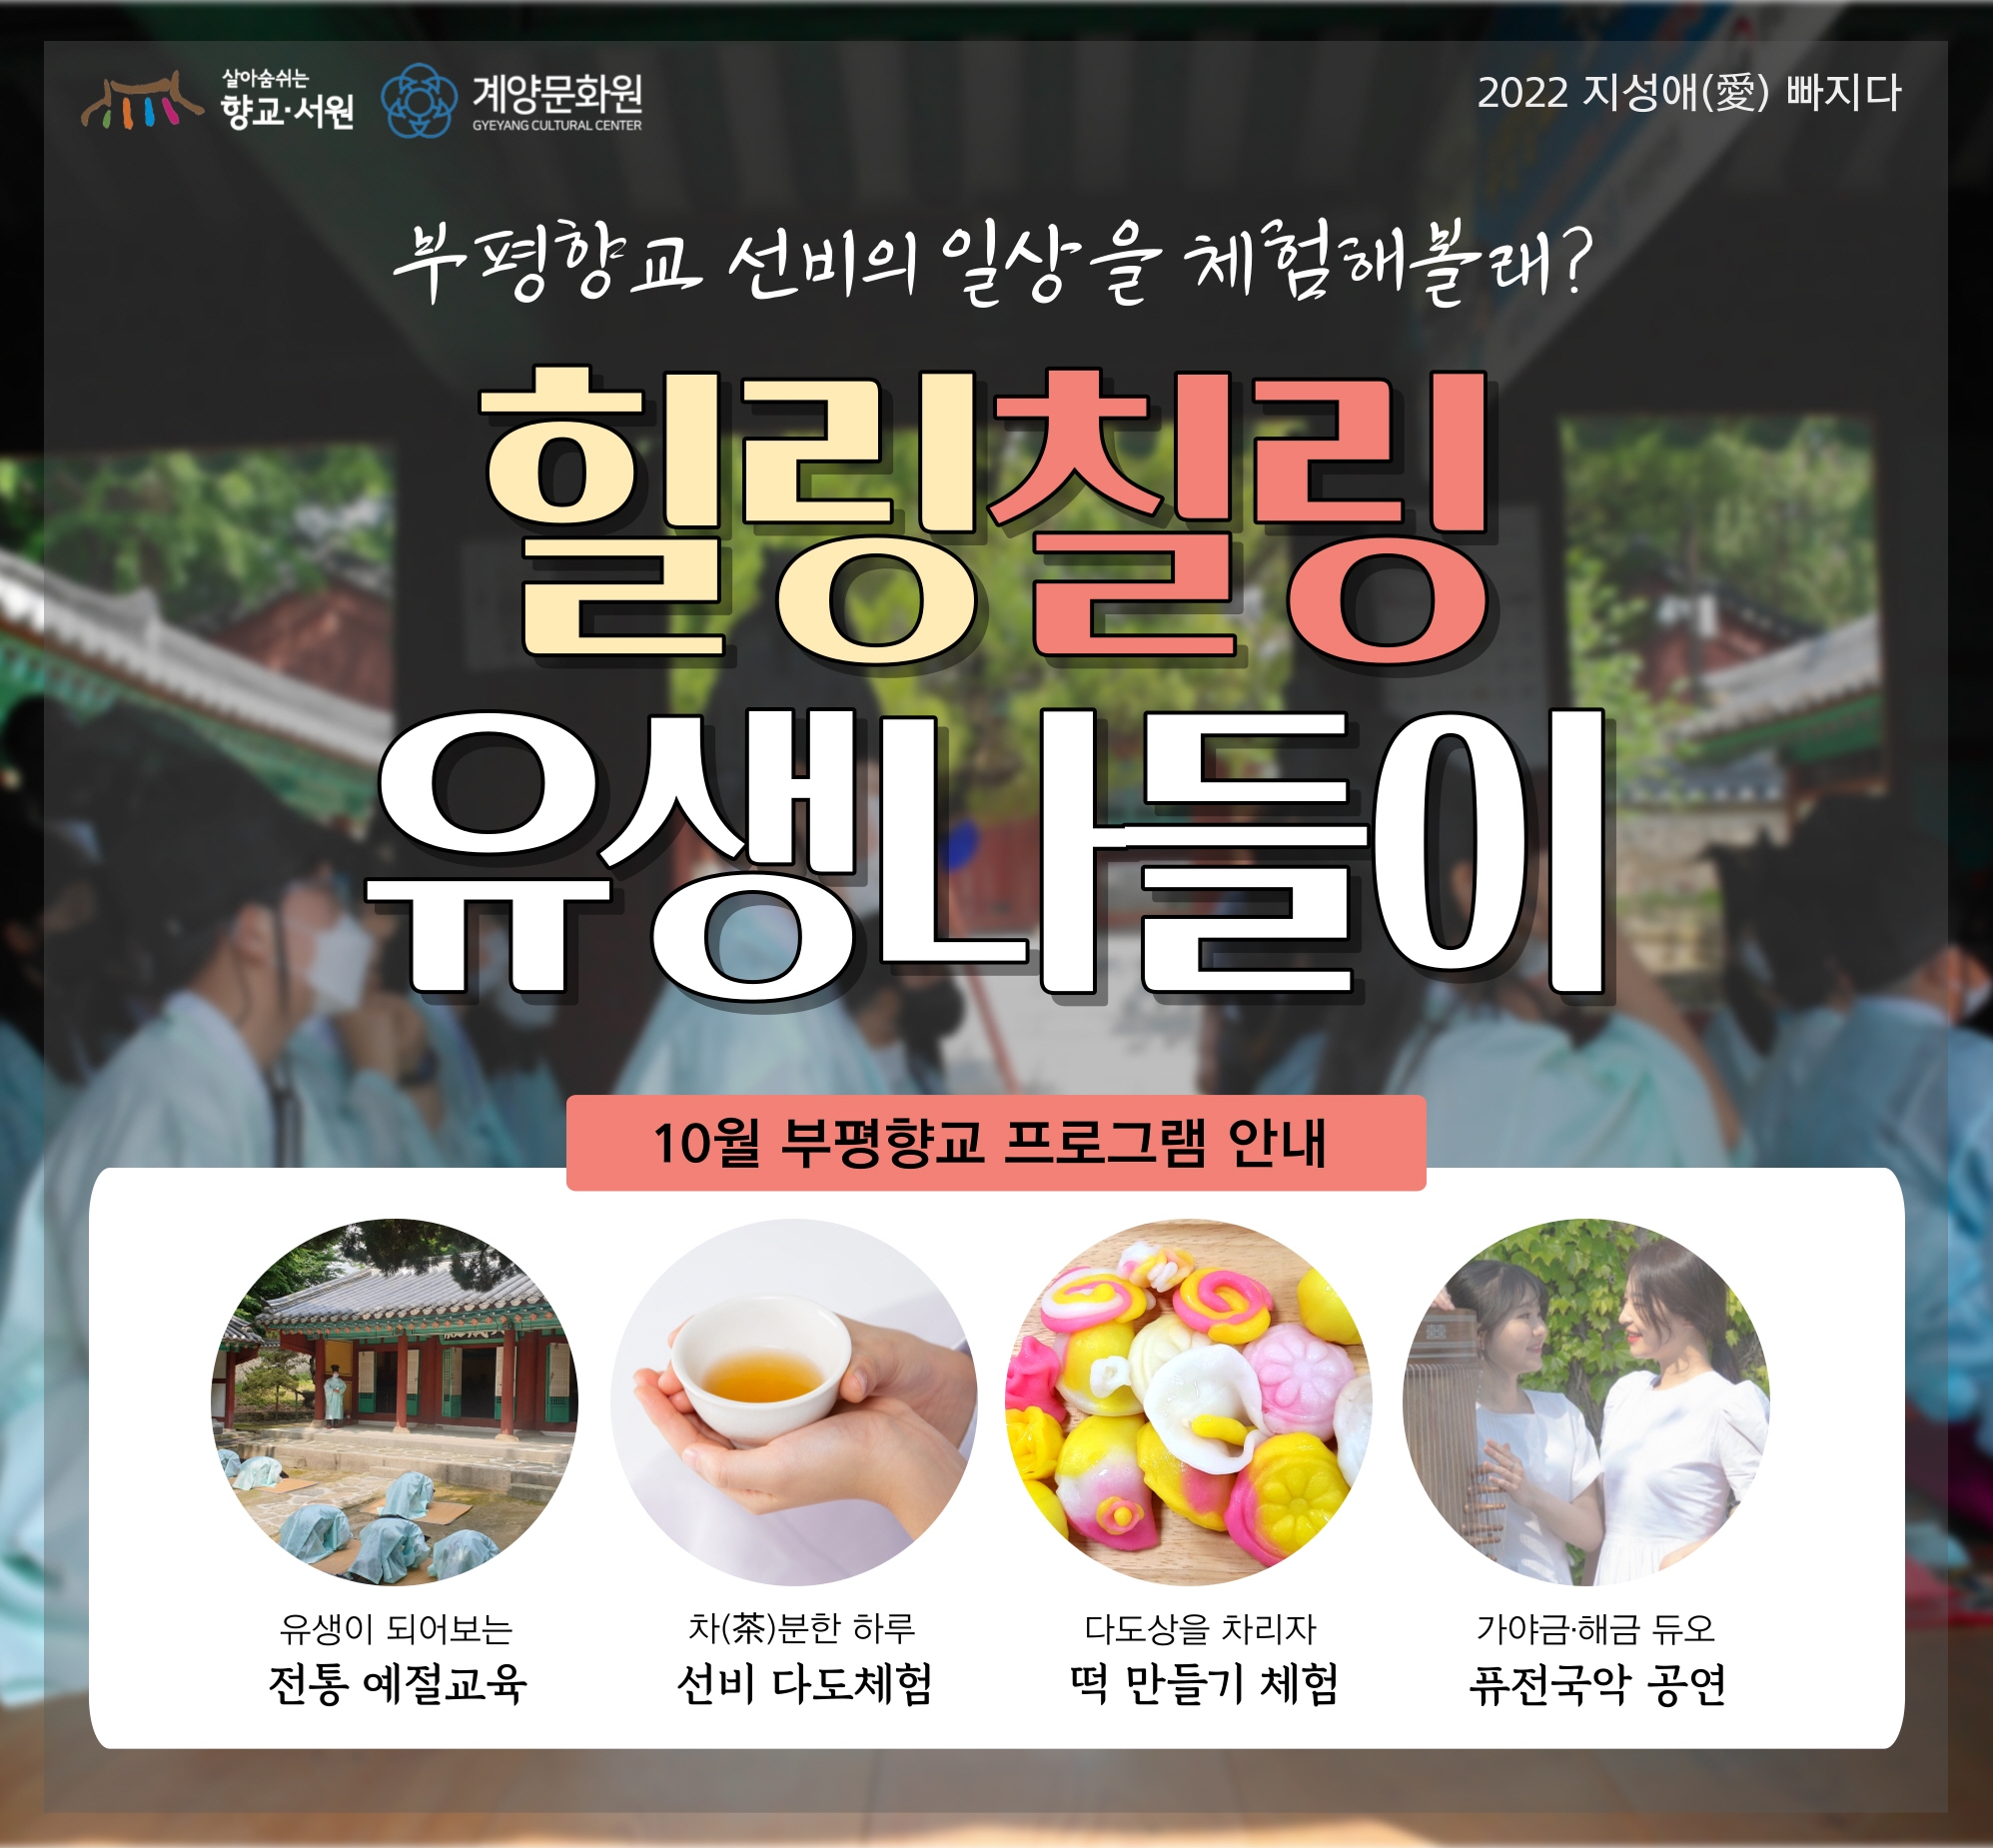 살아숨쉬는
향교·서원
계양문화원
GYEYANG CULTURAL CENTER
2022 지성애(愛) 빠지다
부평향교 선비의 일상을 체험해볼래?
힐링칠링
유생나들이
10월 부평향교 프로그램 안내
유생이 되어보는
전통 예절교육
차(茶)분한 하루
선비 다도체험
다도상을 차리자
떡 만들기 체험
가야금·해금 듀오
퓨전국악 공연